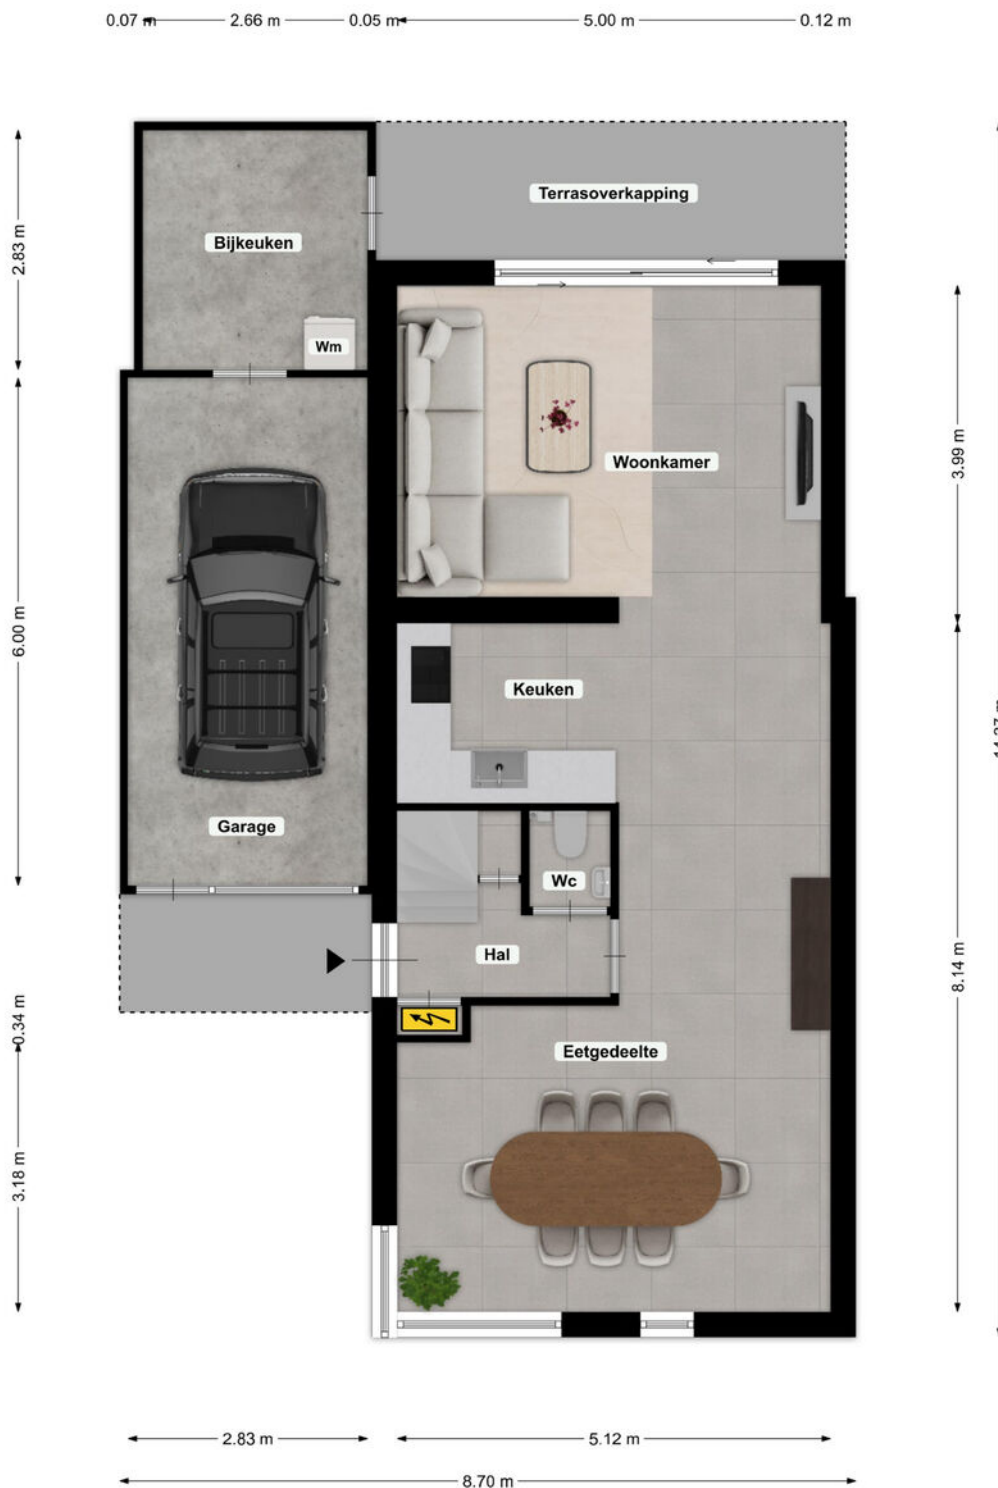 0.07 m
2.66 m
0.05 m
5.00 m
0.12 m
Terrasoverkapping
Bijkeuken
2.83 m
Wm
Woonkamer
3.99 m
6.00 m
Keuken
Garage
Wc
Hal
8.14 m
0.34 m
Eetgedeelte
3.18 m
2.83 m
5.12 m
8.70 m